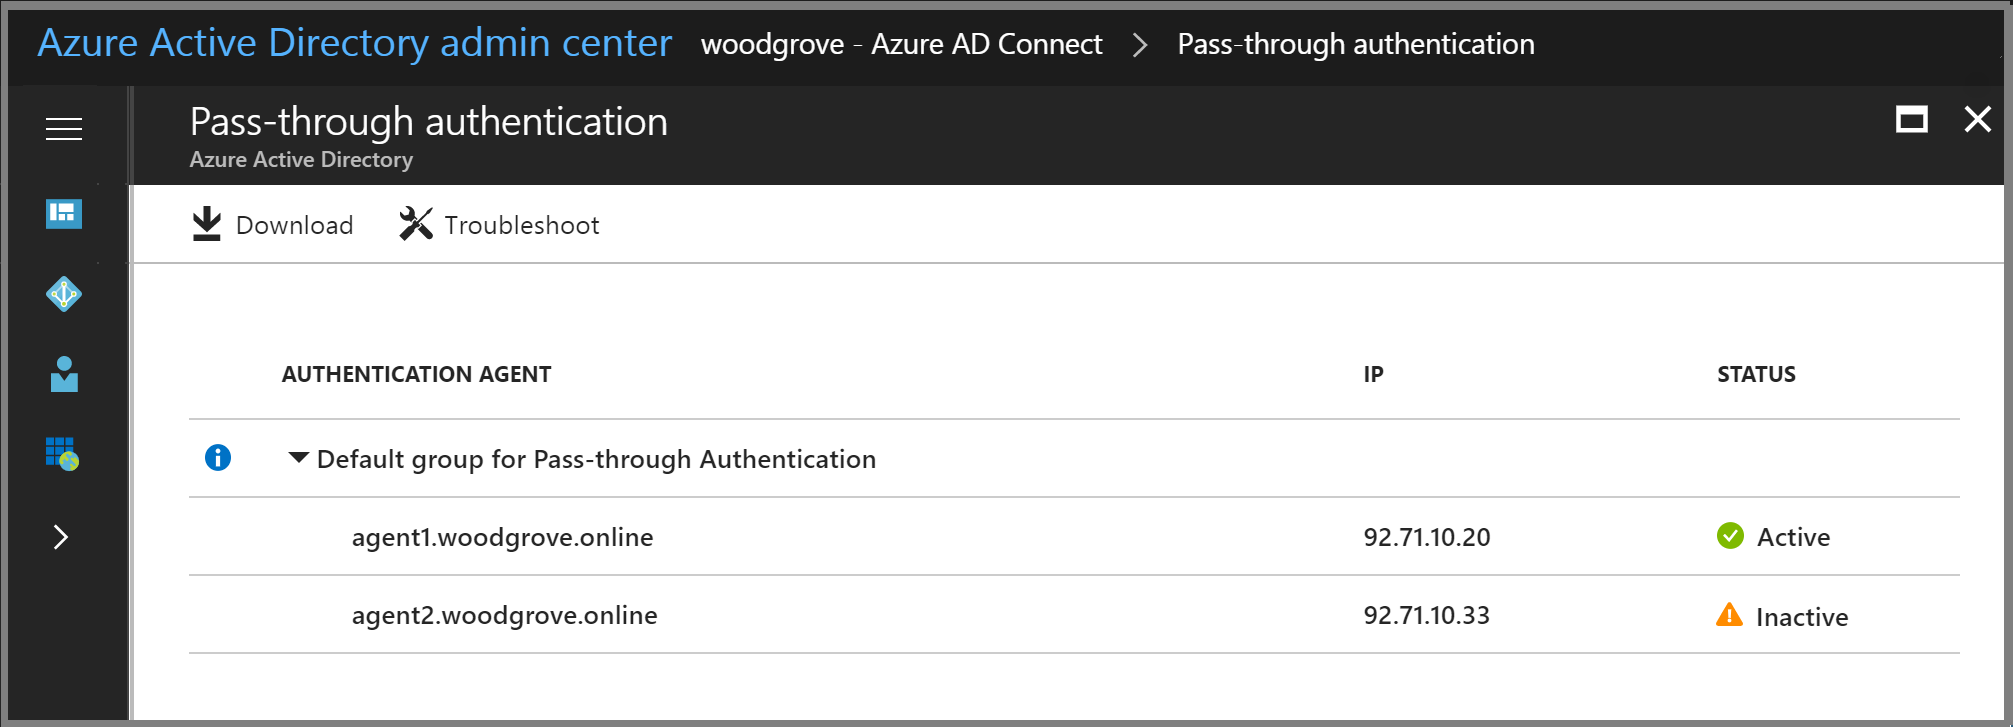 Azure Active Directory admin center woodgrove - Azure AD Connect Pass-through authentication
Pass-through authentication
Azure Active Directory
Download Troubleshoot
AUTHENTICATION AGENT IP STATUS
Default group for Pass-through Authentication
agent1.woodgrove.online 92.71.10.20 Active
agent2.woodgrove.online 92.71.10.33 Inactive